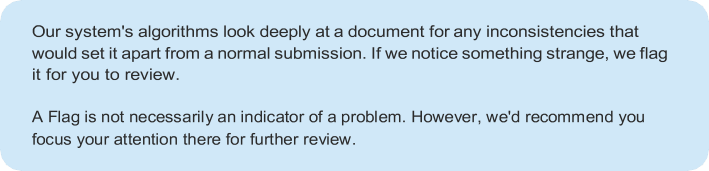 Our system's algorithms look deeply at a document for any inconsistencies that
would set it apart from a normal submission. If we notice something strange, we flag
it for you to review.
A Flag is not necessarily an indicator of a problem. However, we'd recommend you
focus your attention there for further review.